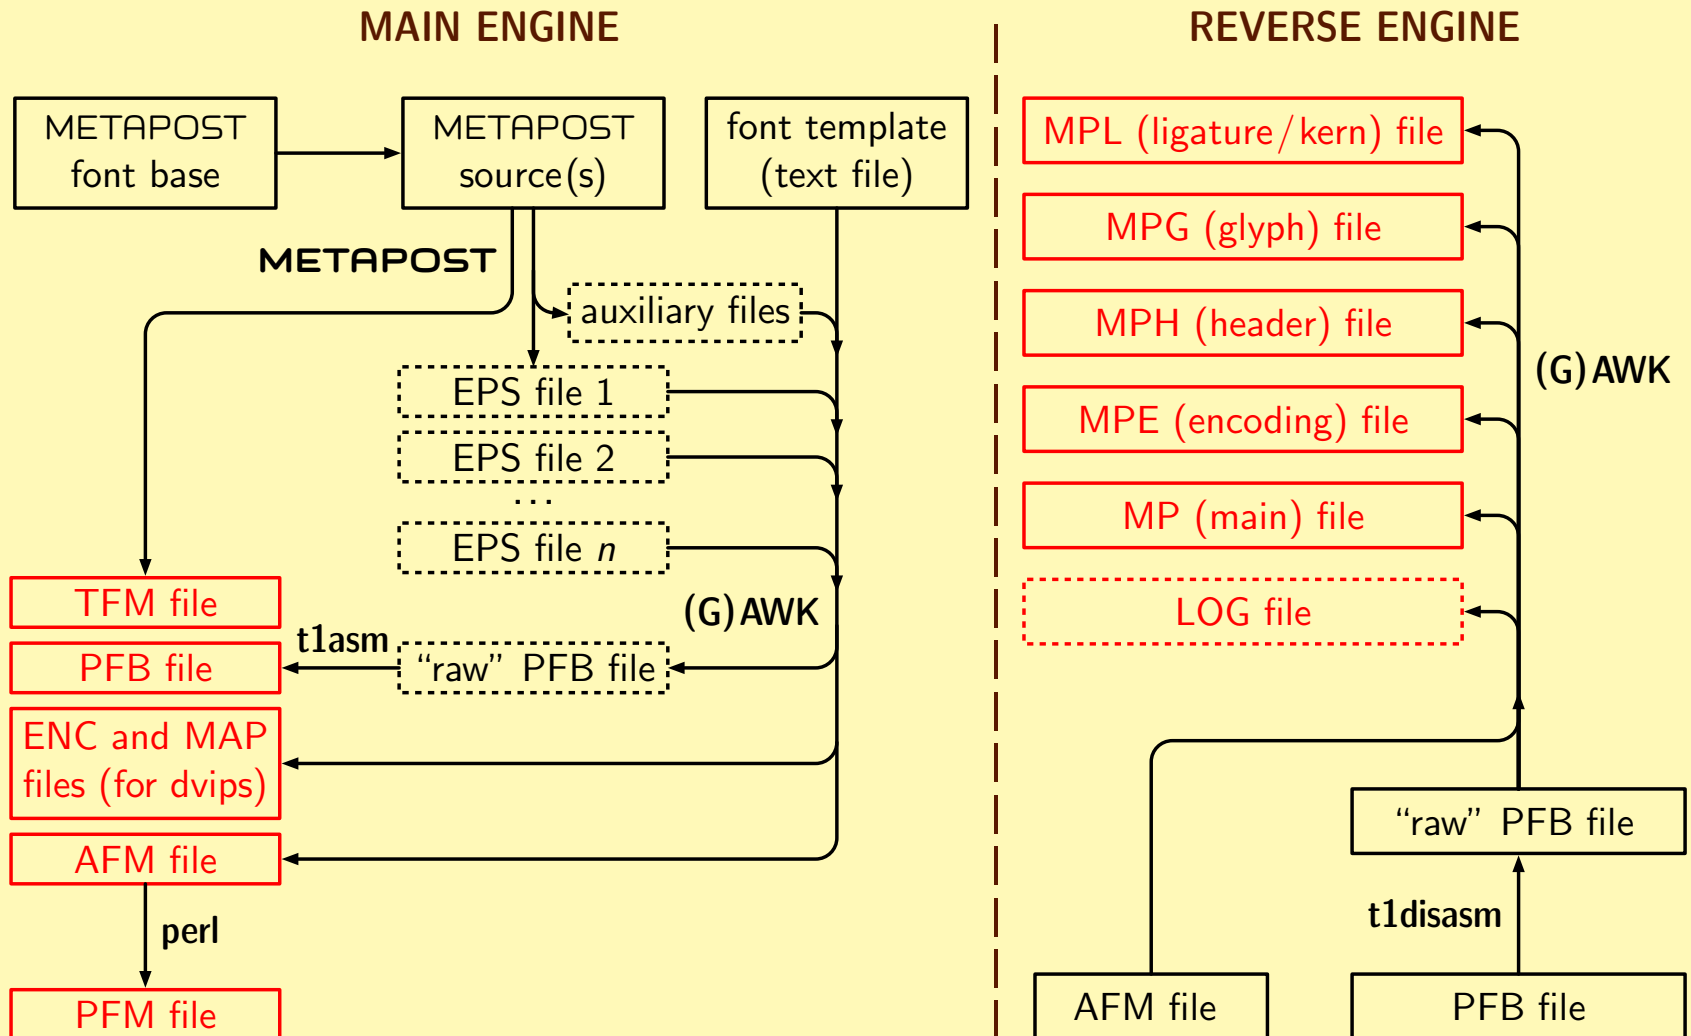 MAIN ENGINE
METAPOST
font base
METAPOST
source(s)
font template
(text file)
METAPOST
auxiliary files
EPS file 1
EPS file 2
...
EPS file n
(G)AWK
TFM file
t1asm
PFB file
“raw” PFB file
ENC and MAP
files (for dvips)
AFM file
perl
PFM file
REVERSE ENGINE
MPL (ligature/kern) file
MPG (glyph) file
MPH (header) file
(G)AWK
MPE (encoding) file
MP (main) file
LOG file
“raw” PFB file
t1disasm
AFM file
PFB file